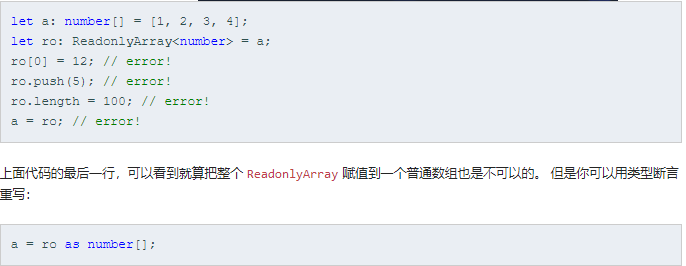 let a: number[] = [1, 2, 3, 4];
let ro: ReadonlyArray<number> = a;
ro[0] = 12; // error!
ro.push(5); // error!
ro.length = 100; // error!
a = ro; // error!
上面代码的最后一行，可以看到就算把整个 ReadonlyArray 赋值到一个普通数组也是不可以的。 但是你可以用类型断言
重写：
a = ro as number[];